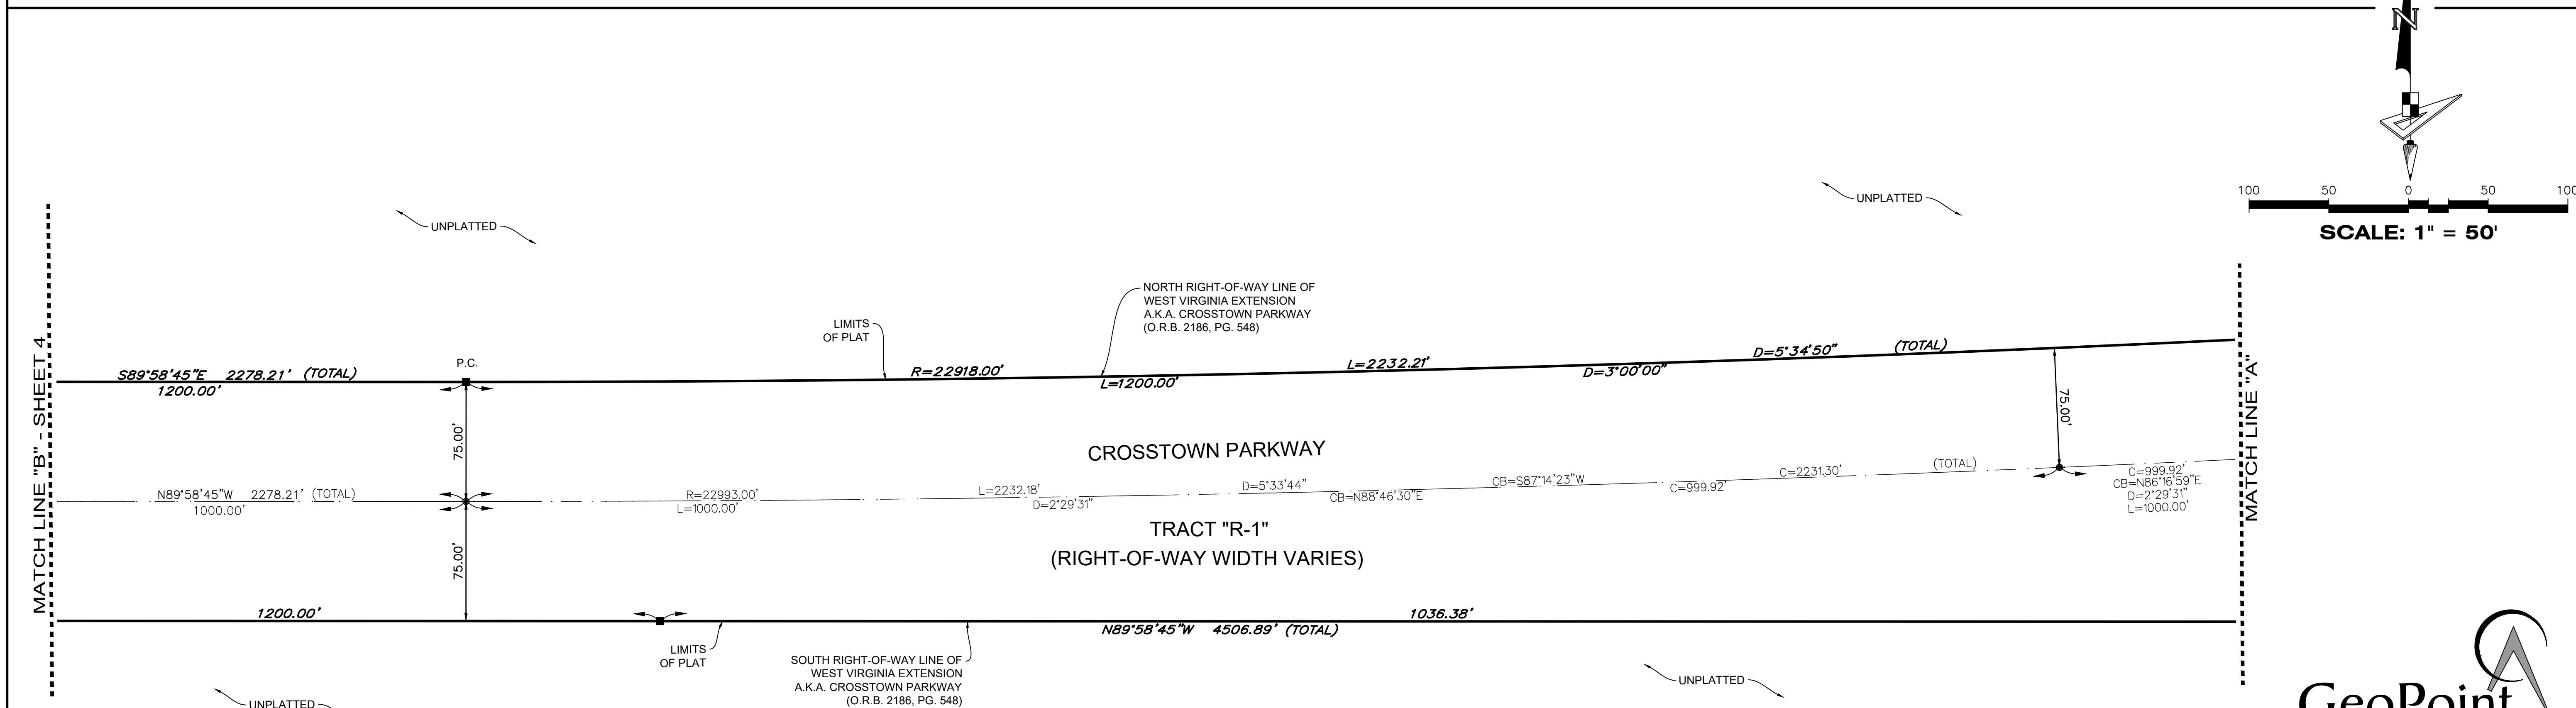 N
100 50 0 50 100
SCALE: 1" = 50'
UNPLATTED
UNPLATTED
NORTH RIGHT-OF-WAY LINE OF
WEST VIRGINIA EXTENSION
A.K.A. CROSSTOWN PARKWAY
(O.R.B. 2186, PG. 548)
LIMITS
OF PLAT
MATCH LINE "B" - SHEET 4
S89°58'45"E 2278.21' (TOTAL)
1200.00'
P.C.
R=22918.00'
L=1200.00'
L=2232.21'
D=3°00'00"
D=5°34'50"
(TOTAL)
75.00'
75.00'
MATCH LINE "A"
CROSSTOWN PARKWAY
N89°58'45"W 2278.21' (TOTAL)
1000.00'
R=22993.00'
L=1000.00'
L=2232.18'
D=2°29'31"
D=5°33'44"
CB=N88°46'30"E
CB=S87°14'23"W
C=999.92'
C=2231.30'
(TOTAL)
C=999.92'
CB=N86°16'59"E
D=2°29'31"
L=1000.00'
TRACT "R-1"
(RIGHT-OF-WAY WIDTH VARIES)
75.00'
1200.00'
1036.38'
N89°58'45"W 4506.89' (TOTAL)
LIMITS
OF PLAT
SOUTH RIGHT-OF-WAY LINE OF
WEST VIRGINIA EXTENSION
A.K.A. CROSSTOWN PARKWAY
(O.R.B. 2186, PG. 548)
UNPLATTED
UNPLATTED
GeoPoint